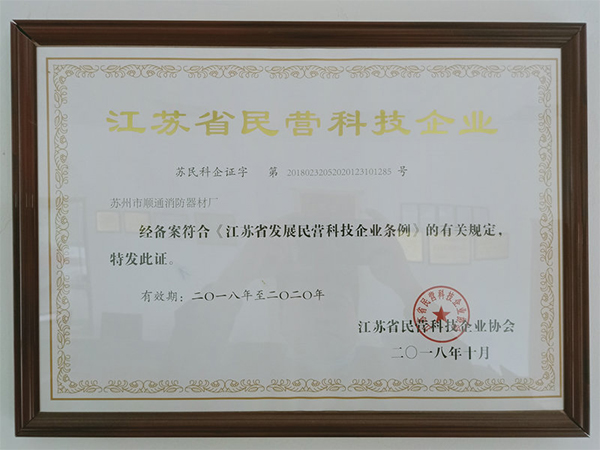 江苏省民营科技企业
苏民科企证字 第 20180232052020123101285 号
苏州市顺通消防器材厂
经备案符合《江苏省发展民营科技企业条例》的有关规定，
特发此证。
有效期：二〇一八年至二〇二〇年
江苏省民营科技企业协会
二〇一八年十月